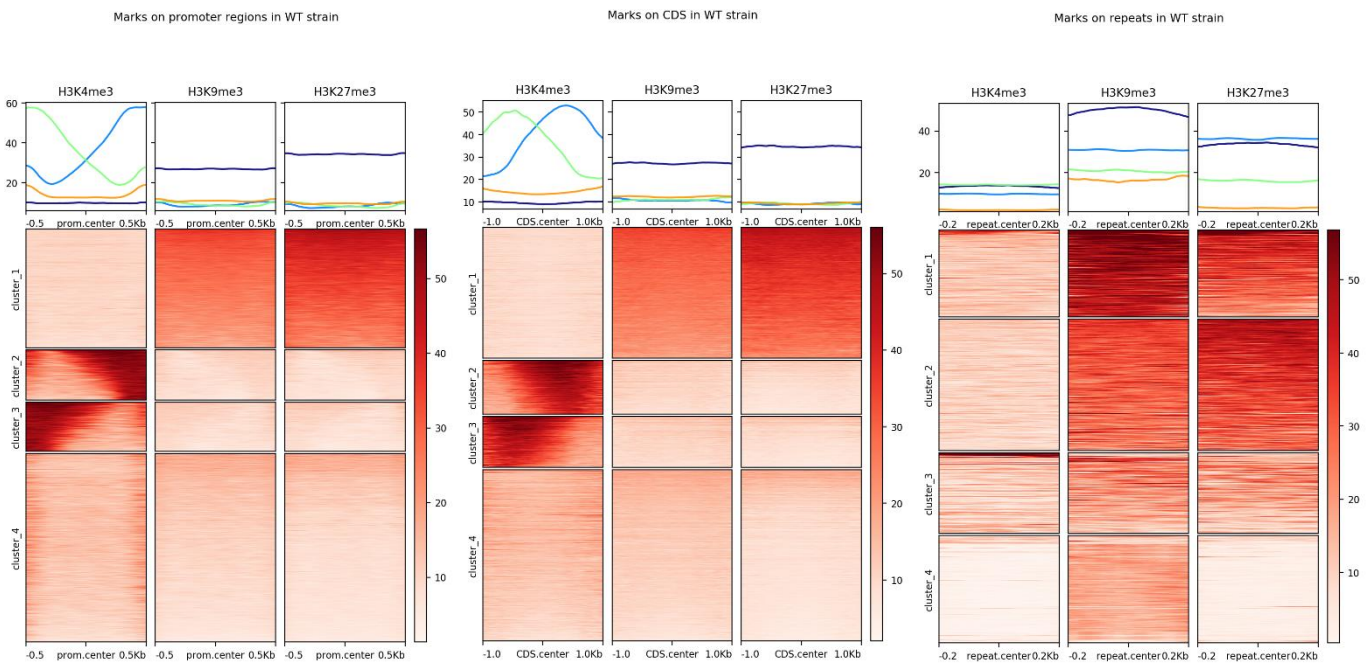 Marks on promoter regions in WT strain
H3K4me3 H3K9me3 H3K27me3
60
40
20
-0.5 prom.center 0.5Kb -0.5 prom.center 0.5Kb -0.5 prom.center 0.5Kb
cluster_1
cluster_2
cluster_3
cluster_4
50
40
30
20
10
-0.5 prom.center 0.5Kb -0.5 prom.center 0.5Kb -0.5 prom.center 0.5Kb
Marks on CDS in WT strain
H3K4me3 H3K9me3 H3K27me3
50
40
30
20
10
-1.0 CDS.center 1.0Kb -1.0 CDS.center 1.0Kb -1.0 CDS.center 1.0Kb
cluster_1
cluster_2
cluster_3
cluster_4
50
40
30
20
10
-1.0 CDS.center 1.0Kb -1.0 CDS.center 1.0Kb -1.0 CDS.center 1.0Kb
Marks on repeats in WT strain
H3K4me3 H3K9me3 H3K27me3
40
20
-0.2 repeat.center 0.2Kb -0.2 repeat.center 0.2Kb -0.2 repeat.center 0.2Kb
cluster_1
cluster_2
cluster_3
cluster_4
50
40
30
20
10
-0.2 repeat.center 0.2Kb -0.2 repeat.center 0.2Kb -0.2 repeat.center 0.2Kb